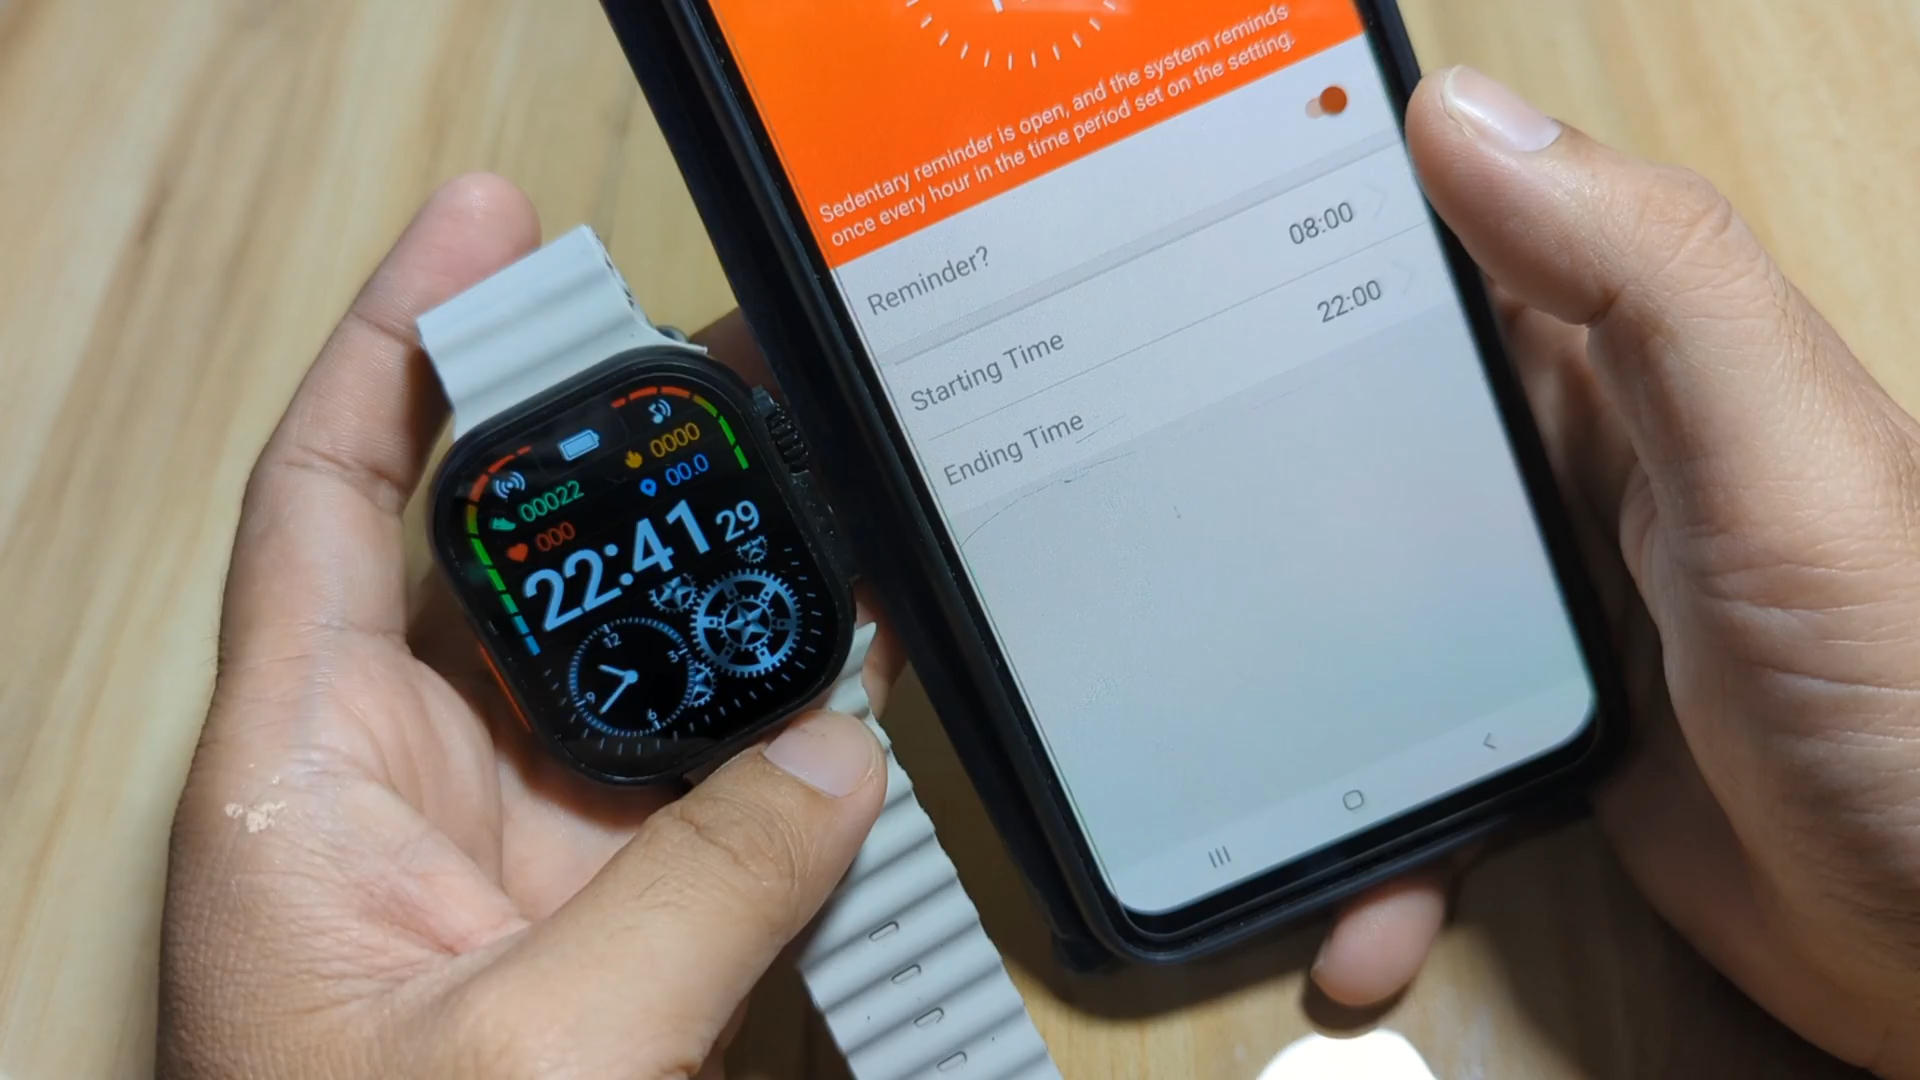 Sedentary reminder is open, and the system reminds
once every hour in the time period set on the setting.
Reminder?
Starting Time 08:00
Ending Time 22:00
0000
00022 00.0
000
22:41 29
12
3
9
6